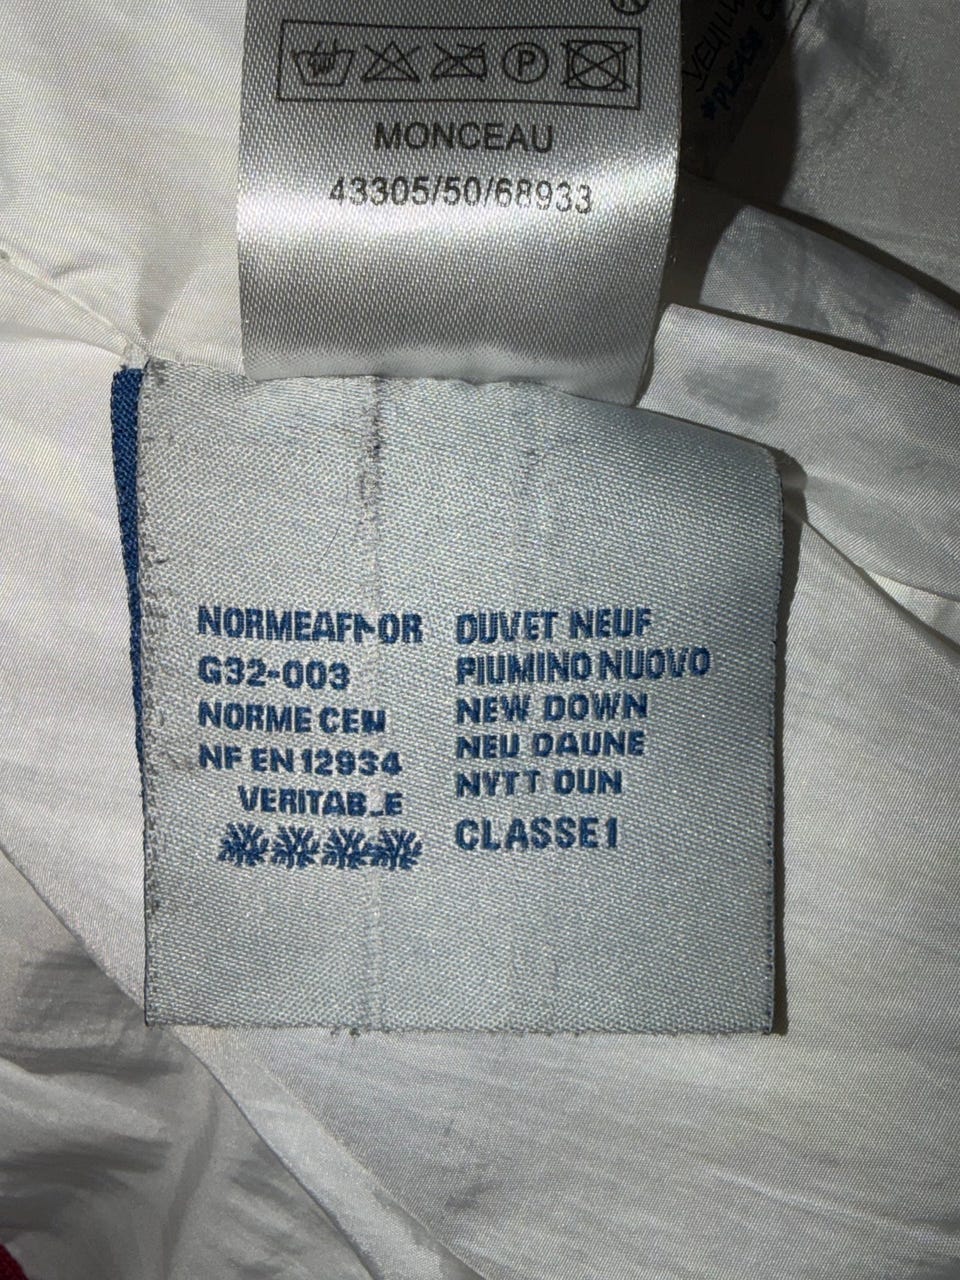 MONCEAU
43305/50/68933
NORMEAFNOR
G32-003
NORME CEN
NF EN 12934
VERITABLE
DUVET NEUF
PIUMINO NUOVO
NEW DOWN
NEU DAUNE
NYTT DUN
CLASSE1
*PLEASE